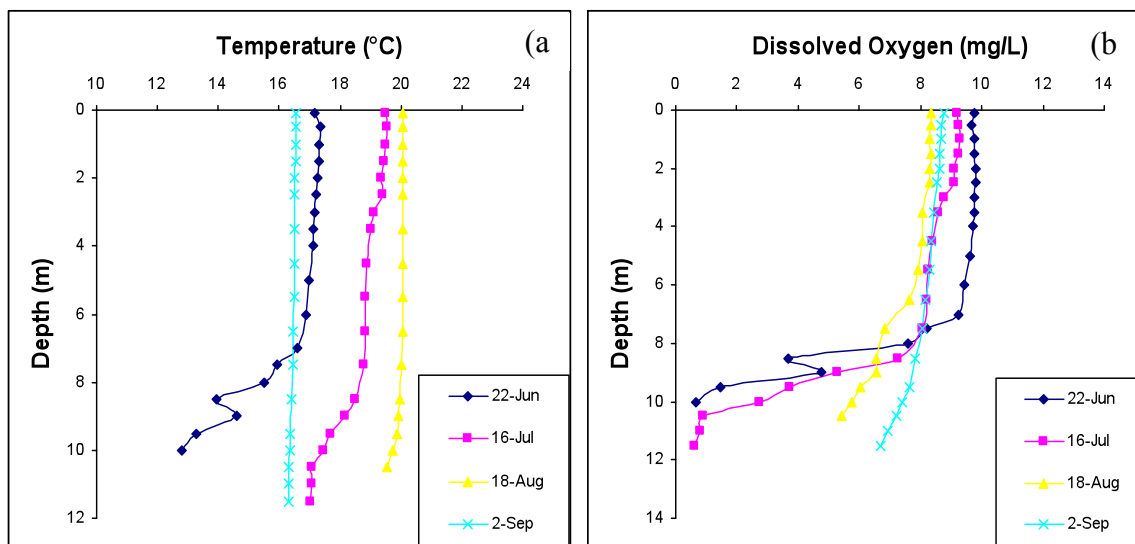 Temperature (°C)
(a
10 12 14 16 18 20 22 24
0
2
4
6
8
10
12
Depth (m)
22-Jun
16-Jul
18-Aug
2-Sep
Dissolved Oxygen (mg/L)
(b
0 2 4 6 8 10 12 14
0
2
4
6
8
10
12
14
Depth (m)
22-Jun
16-Jul
18-Aug
2-Sep